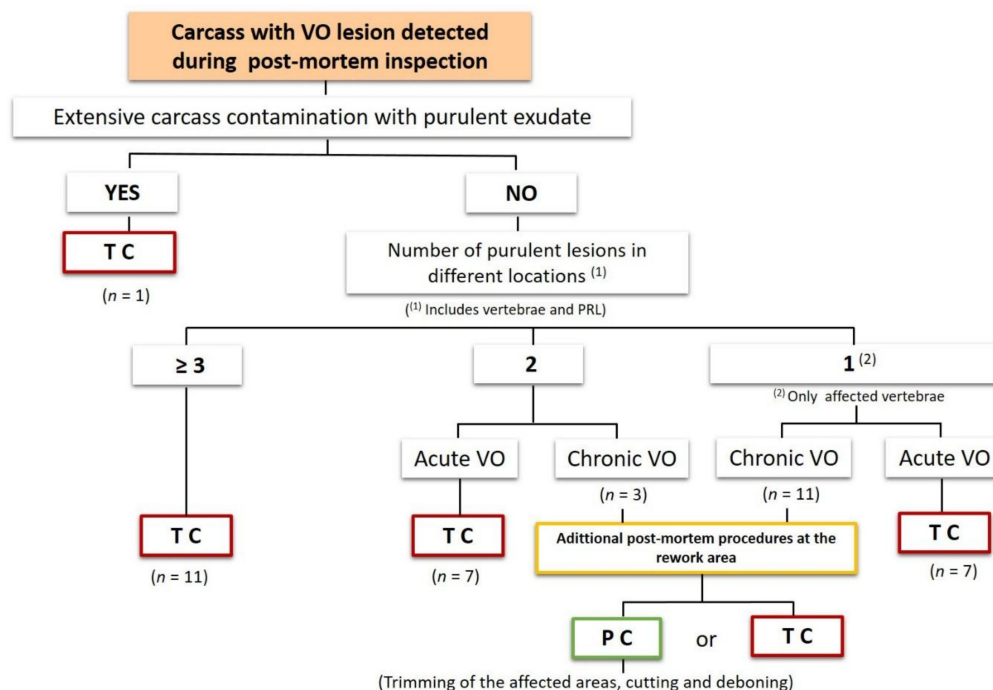 Carcass with VO lesion detected
during post-mortem inspection
Extensive carcass contamination with purulent exudate
YES
NO
T C
(n = 1)
Number of purulent lesions in
different locations (1)
((1) Includes vertebrae and PRL)
≥ 3
2
1 (2)
(2) Only affected vertebrae
Acute VO
Chronic VO
Chronic VO
Acute VO
(n = 3)
(n = 11)
T C
T C
Adittional post-mortem procedures at the
rework area
T C
(n = 11)
(n = 7)
(n = 7)
P C
or
T C
(Trimming of the affected areas, cutting and deboning)